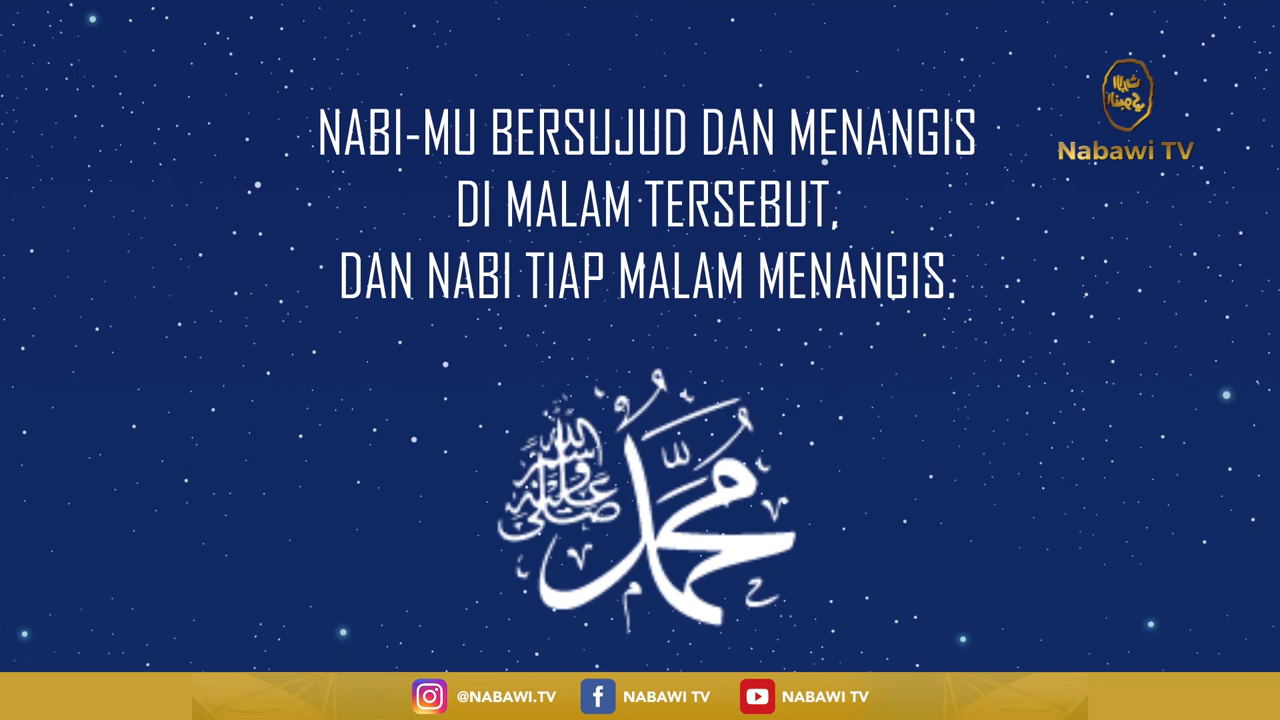 NABI-MU BERSUJUD DAN MENANGIS
DI MALAM TERSEBUT,
DAN NABI TIAP MALAM MENANGIS.
Nabawi TV
محمد
صلى الله عليه وسلم
@NABAWI.TV NABAWI TV NABAWI TV